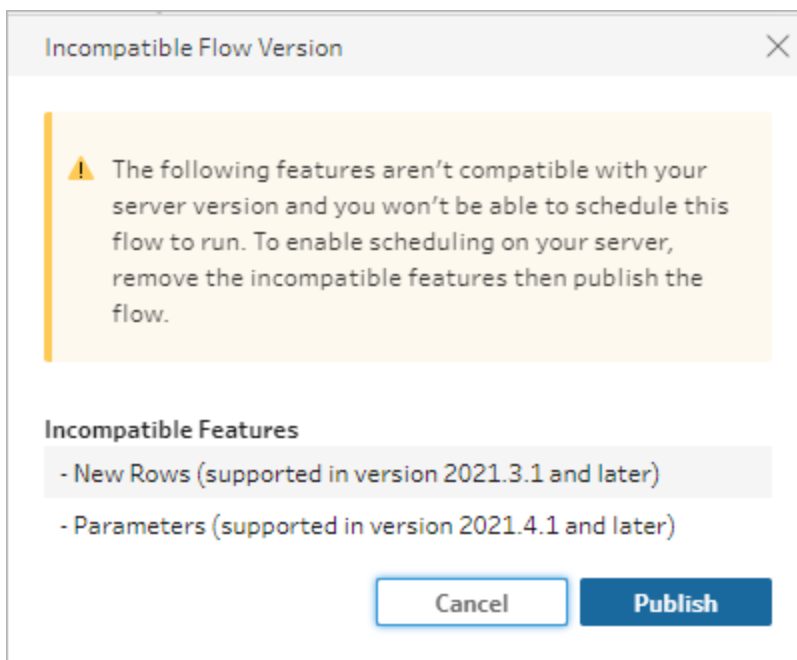 Incompatible Flow Version
The following features aren’t compatible with your
server version and you won’t be able to schedule this
flow to run. To enable scheduling on your server,
remove the incompatible features then publish the
flow.
Incompatible Features
- New Rows (supported in version 2021.3.1 and later)
- Parameters (supported in version 2021.4.1 and later)
Cancel
Publish